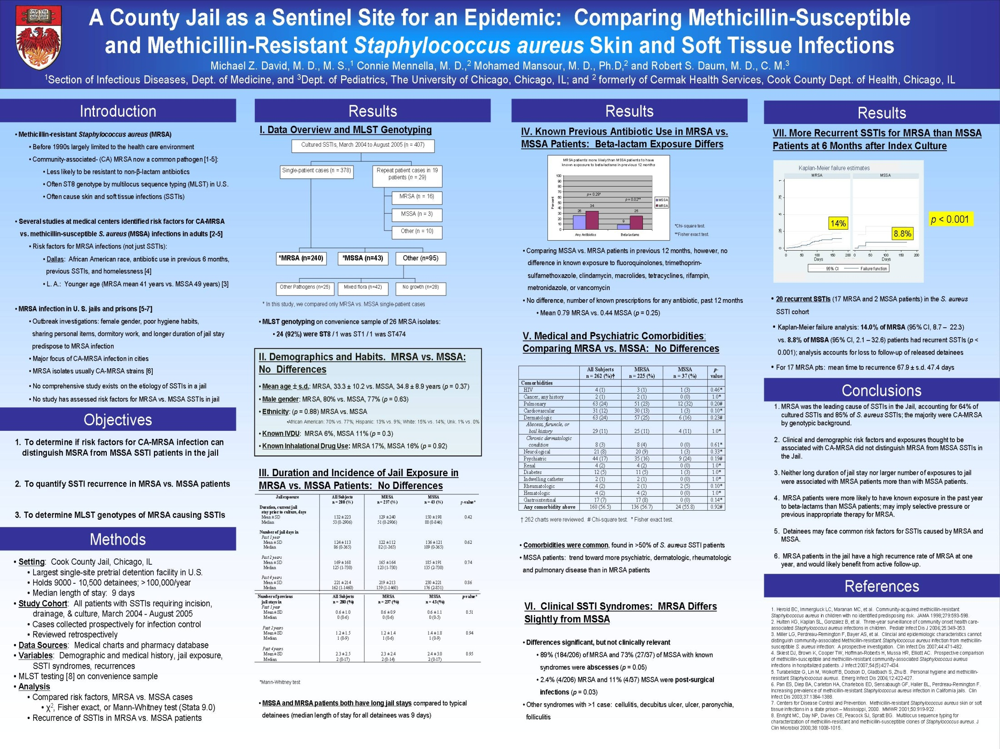 A County Jail as a Sentinel Site for an Epidemic: Comparing Methicillin-Susceptible
and Methicillin-Resistant Staphylococcus aureus Skin and Soft Tissue Infections
Michael Z. David, M. D., M. S.,1 Connie Mennella, M. D.,2 Mohamed Mansour, M. D., Ph.D,2 and Robert S. Daum, M. D., C. M.3
1Section of Infectious Diseases, Dept. of Medicine, and 3Dept. of Pediatrics, The University of Chicago, Chicago, IL; and 2 formerly of Cermak Health Services, Cook County Dept. of Health, Chicago, IL
Introduction
• Methicillin-resistant Staphylococcus aureus (MRSA)
• Before 1990s largely limited to the health care environment
• Community-associated- (CA) MRSA now a common pathogen [1-5]:
• Less likely to be resistant to non-β-lactam antibiotics
• Often ST8 genotype by multilocus sequence typing (MLST) in U.S.
• Often cause skin and soft tissue infections (SSTIs)
• Several studies at medical centers identified risk factors for CA-MRSA
vs. methicillin-susceptible S. aureus (MSSA) infections in adults [2-5]
• Risk factors for MRSA infections (not just SSTIs):
• Dallas: African American race, antibiotic use in previous 6 months,
previous SSTIs, and homelessness [4]
• L. A.: Younger age (MRSA mean 41 years vs. MSSA 49 years) [3]
• MRSA infection in U. S. jails and prisons [5-7]
• Outbreak investigations: female gender, poor hygiene habits,
sharing personal items, dormitory work, and longer duration of jail stay
predispose to MRSA infection
• Major focus of CA-MRSA infection in cities
• MRSA isolates usually CA-MRSA strains [6]
• No comprehensive study exists on the etiology of SSTIs in a jail
• No study has assessed risk factors for MRSA vs. MSSA SSTIs in jail
Objectives
1. To determine if risk factors for CA-MRSA infection can
distinguish MSRA from MSSA SSTI patients in the jail
2. To quantify SSTI recurrence in MRSA vs. MSSA patients
3. To determine MLST genotypes of MRSA causing SSTIs
Methods
• Setting: Cook County Jail, Chicago, IL
• Largest single-site pretrial detention facility in U.S.
• Holds 9000 - 10,500 detainees; >100,000/year
• Median length of stay: 9 days
• Study Cohort: All patients with SSTIs requiring incision,
drainage, & culture, March 2004 - August 2005
• Cases collected prospectively for infection control
• Reviewed retrospectively
• Data Sources: Medical charts and pharmacy database
• Variables: Demographic and medical history, jail exposure,
SSTI syndromes, recurrences
• MLST testing [8] on convenience sample
• Analysis
• Compared risk factors, MRSA vs. MSSA cases
• χ2, Fisher exact, or Mann-Whitney test (Stata 9.0)
• Recurrence of SSTIs in MRSA vs. MSSA patients
Results
I. Data Overview and MLST Genotyping
Cultured SSTIs, March 2004 to August 2005 (n = 407)
Single-patient cases (n = 378)
Repeat patient cases in 19
patients (n = 29)
MRSA (n = 16)
MSSA (n = 3)
Other (n = 10)
*MRSA (n=240) *MSSA (n=43) Other (n=95)
Other Pathogens (n=25) Mixed flora (n=42) No growth (n=28)
* In this study, we compared only MRSA vs. MSSA single-patient cases
• MLST genotyping on convenience sample of 26 MRSA isolates:
• 24 (92%) were ST8 / 1 was ST1 / 1 was ST474
II. Demographics and Habits. MRSA vs. MSSA:
No Differences
• Mean age ± s.d.: MRSA, 33.3 ± 10.2 vs. MSSA, 34.8 ± 8.9 years (p = 0.37)
• Male gender: MRSA, 80% vs. MSSA, 77% (p = 0.63)
• Ethnicity: (p = 0.88) MRSA vs. MSSA
•African American: 70% vs. 77%; Hispanic: 13% vs. 9%; White: 15% vs. 14%; Unk. 1% vs. 0%
• Known IVDU: MRSA 6%, MSSA 11% (p = 0.3)
• Known Inhalational Drug Use: MRSA 17%, MSSA 16% (p = 0.92)
III. Duration and Incidence of Jail Exposure in
MRSA vs. MSSA Patients: No Differences
Jail exposure All Subjects MRSA MSSA
n = 280 (%) n = 237 (%) n = 43 (%) p-value*
Duration, current jail
stay prior to culture, days
Mean ± SD 132 ± 223 129 ± 240 150 ± 198 0.42
Median 53 (0-2906) 51 (0-2906) 88 (0-846)
Number of jail days in
Past 1 year
Mean ± SD 124 ± 113 122 ± 112 136 ± 121 0.62
Median 86 (0-365) 82 (1-365) 109 (0-365)
Past 2 years
Mean ± SD 169 ± 168 165 ± 164 185 ± 191 0.74
Median 125 (1-730) 123 (1-730) 135 (2-730)
Past 4 years
Mean ± SD 221 ± 214 219 ± 213 230 ± 221 0.86
Median 162 (1-1460) 159 (1-1460) 176 (2-851)
Number of previous All Subjects MRSA MSSA p-value*
jail stays in n = 280 (%) n = 237 (%) n = 43 (%)
Past 1 year
Mean ± SD 0.6 ± 1.0 0.6 ± 0.9 0.6 ± 1.1 0.51
Median 0 (0-6) 0 (0-6) 0 (0-5)
Past 2 years
Mean ± SD 1.2 ± 1.5 1.2 ± 1.4 1.4 ± 1.8 0.94
Median 1 (0-9) 1 (0-6) 1 (0-9)
Past 4 years
Mean ± SD 2.3 ± 2.5 2.3 ± 2.4 2.4 ± 3.0 0.95
Median 2 (0-17) 2 (0-14) 2 (0-17)
*Mann-Whitney test
• MSSA and MRSA patients both have long jail stays compared to typical
detainees (median length of stay for all detainees was 9 days)
Results
IV. Known Previous Antibiotic Use in MRSA vs.
MSSA Patients: Beta-lactam Exposure Differs
MRSA patients more likely than MSSA patients to have
known exposure to beta-lactams in previous 12 months
Percent
100
90
80
70
60
50
40
30
20
10
0
p = 0.29*
p = 0.02**
26 34 9 25
Any Antibiotics Beta-lactams
MSSA
MRSA
*Chi-square test.
**Fisher exact test.
• Comparing MSSA vs. MRSA patients in previous 12 months, however, no
difference in known exposure to fluoroquinolones, trimethoprim-
sulfamethoxazole, clindamycin, macrolides, tetracyclines, rifampin,
metronidazole, or vancomycin
• No difference, number of known prescriptions for any antibiotic, past 12 months
• Mean 0.79 MRSA vs. 0.44 MSSA (p = 0.25)
V. Medical and Psychiatric Comorbidities:
Comparing MRSA vs. MSSA: No Differences
All Subjects MRSA MSSA p-
n = 262 (%)† n = 225 (%) n = 37 (%) value
Comorbidities
HIV 4 (1) 3 (1) 1 (3) 0.46*
Cancer, any history 2 (1) 2 (1) 0 (0) 1.0*
Pulmonary 63 (24) 51 (23) 12 (32) 0.20#
Cardiovascular 31 (12) 30 (13) 1 (3) 0.10*
Dermatologic 63 (24) 57 (25) 6 (16) 0.23#
Abscess, furuncle, or
boil history 29 (11) 25 (11) 4 (11) 1.0*
Chronic dermatologic
condition 8 (3) 8 (4) 0 (0) 0.61*
Neurological 21 (8) 20 (9) 1 (3) 0.33*
Psychiatric 44 (17) 35 (16) 9 (24) 0.19#
Renal 4 (2) 4 (2) 0 (0) 1.0*
Diabetes 12 (5) 11 (5) 1 (3) 1.0*
Indwelling catheter 2 (1) 2 (1) 0 (0) 1.0*
Rheumatologic 4 (2) 2 (1) 2 (5) 0.10*
Hematologic 4 (2) 4 (2) 0 (0) 1.0*
Gastrointestinal 17 (7) 17 (8) 0 (0) 0.14*
Any comorbidity above 160 (56.5) 136 (56.7) 24 (55.8) 0.92#
† 262 charts were reviewed. # Chi-square test. * Fisher exact test.
• Comorbidities were common, found in >50% of S. aureus SSTI patients
• MSSA patients: trend toward more psychiatric, dermatologic, rheumatologic
and pulmonary disease than in MRSA patients
VI. Clinical SSTI Syndromes: MRSA Differs
Slightly from MSSA
• Differences significant, but not clinically relevant
• 89% (184/206) of MRSA and 73% (27/37) of MSSA with known
syndromes were abscesses (p = 0.05)
• 2.4% (4/206) MRSA and 11% (4/37) MSSA were post-surgical
infections (p = 0.03)
• Other syndromes with >1 case: cellulitis, decubitus ulcer, ulcer, paronychia,
folliculitis
Results
VII. More Recurrent SSTIs for MRSA than MSSA
Patients at 6 Months after Index Culture
Kaplan-Meier failure estimates
MRSA MSSA
1
.75
.5
.25
0
14%
8.8%
p < 0.001
0 50 100 150 200 0 50 100 150 200
Days Days
95% CI Failure function
• 20 recurrent SSTIs (17 MRSA and 2 MSSA patients) in the S. aureus
SSTI cohort
• Kaplan-Meier failure analysis: 14.0% of MRSA (95% CI, 8.7 – 22.3)
vs. 8.8% of MSSA (95% CI, 2.1 – 32.6) patients had recurrent SSTIs (p <
0.001); analysis accounts for loss to follow-up of released detainees
• For 17 MRSA pts: mean time to recurrence 67.9 ± s.d. 47.4 days
Conclusions
1. MRSA was the leading cause of SSTIs in the Jail, accounting for 64% of
cultured SSTIs and 85% of S. aureus SSTIs; the majority were CA-MRSA
by genotypic background.
2. Clinical and demographic risk factors and exposures thought to be
associated with CA-MRSA did not distinguish MRSA from MSSA SSTIs in
the Jail.
3. Neither long duration of jail stay nor larger number of exposures to jail
were associated with MRSA patients more than with MSSA patients.
4. MRSA patients were more likely to have known exposure in the past year
to beta-lactams than MSSA patients; may imply selective pressure or
previous inappropriate therapy for MRSA.
5. Detainees may face common risk factors for SSTIs caused by MRSA and
MSSA.
6. MRSA patients in the jail have a high recurrence rate of MRSA at one
year, and would likely benefit from active follow-up.
References
1. Herold BC, Immergluck LC, Maranan MC, et al. Community-acquired methicillin-resistant
Staphylococcus aureus in children with no identified predisposing risk. JAMA 1998;279:593-598.
2. Hulten KG, Kaplan SL, Gonzalez B, et al. Three-year surveillance of community onset health care-
associated Staphylococcus aureus infections in children. Pediatr Infect Dis J 2006;25:349-353.
3. Miller LG, Perdreau-Remington F, Bayer AS, et al. Clincial and epidemiologic characteristics cannot
distinguish community-associated Methicillin-resistant Staphylococcus aureus infection from methicillin-
susceptible S. aureus infection: A prospective investigation. Clin Infect Dis 2007;44:471-482.
4. Skiest DJ, Brown K, Cooper TW, Hoffman-Roberts H, Mussa HR, Elliott AC. Prospective comparison
of methicillin-susceptible and methicillin-resistant community-associated Staphylococcus aureus
infections in hospitalized patients. J Infect 2007;54(5):427-434.
5. Turabelidze G, Lin M, Wolkoff B, Dodson D, Gladbach S, Zhu B. Personal hygiene and methicillin-
resistant Staphylococcus aureus. Emerg Infect Dis 2006;12:422-427.
6. Pan ES, Diep BA, Carleton HA, Charlebois ED, Sensabaugh GF, Haller BL, Perdreau-Remington F.
Increasing prevalence of methicillin-resistant Staphylococcus aureus infection in California jails. Clin
Infect Dis 2003;37:1384-1388.
7. Centers for Disease Control and Prevention. Methicillin-resistant Staphylococcus aureus skin or soft
tissue infections in a state prison – Mississippi, 2000. MMWR 2001;50:919-922.
8. Enright MC, Day NP, Davies CE, Peacock SJ, Spratt BG. Multilocus sequence typing for
characterization of methicillin-resistant and methicillin-susceptible clones of Staphylococcus aureus. J
Clin Microbiol 2000;38:1008-1015.